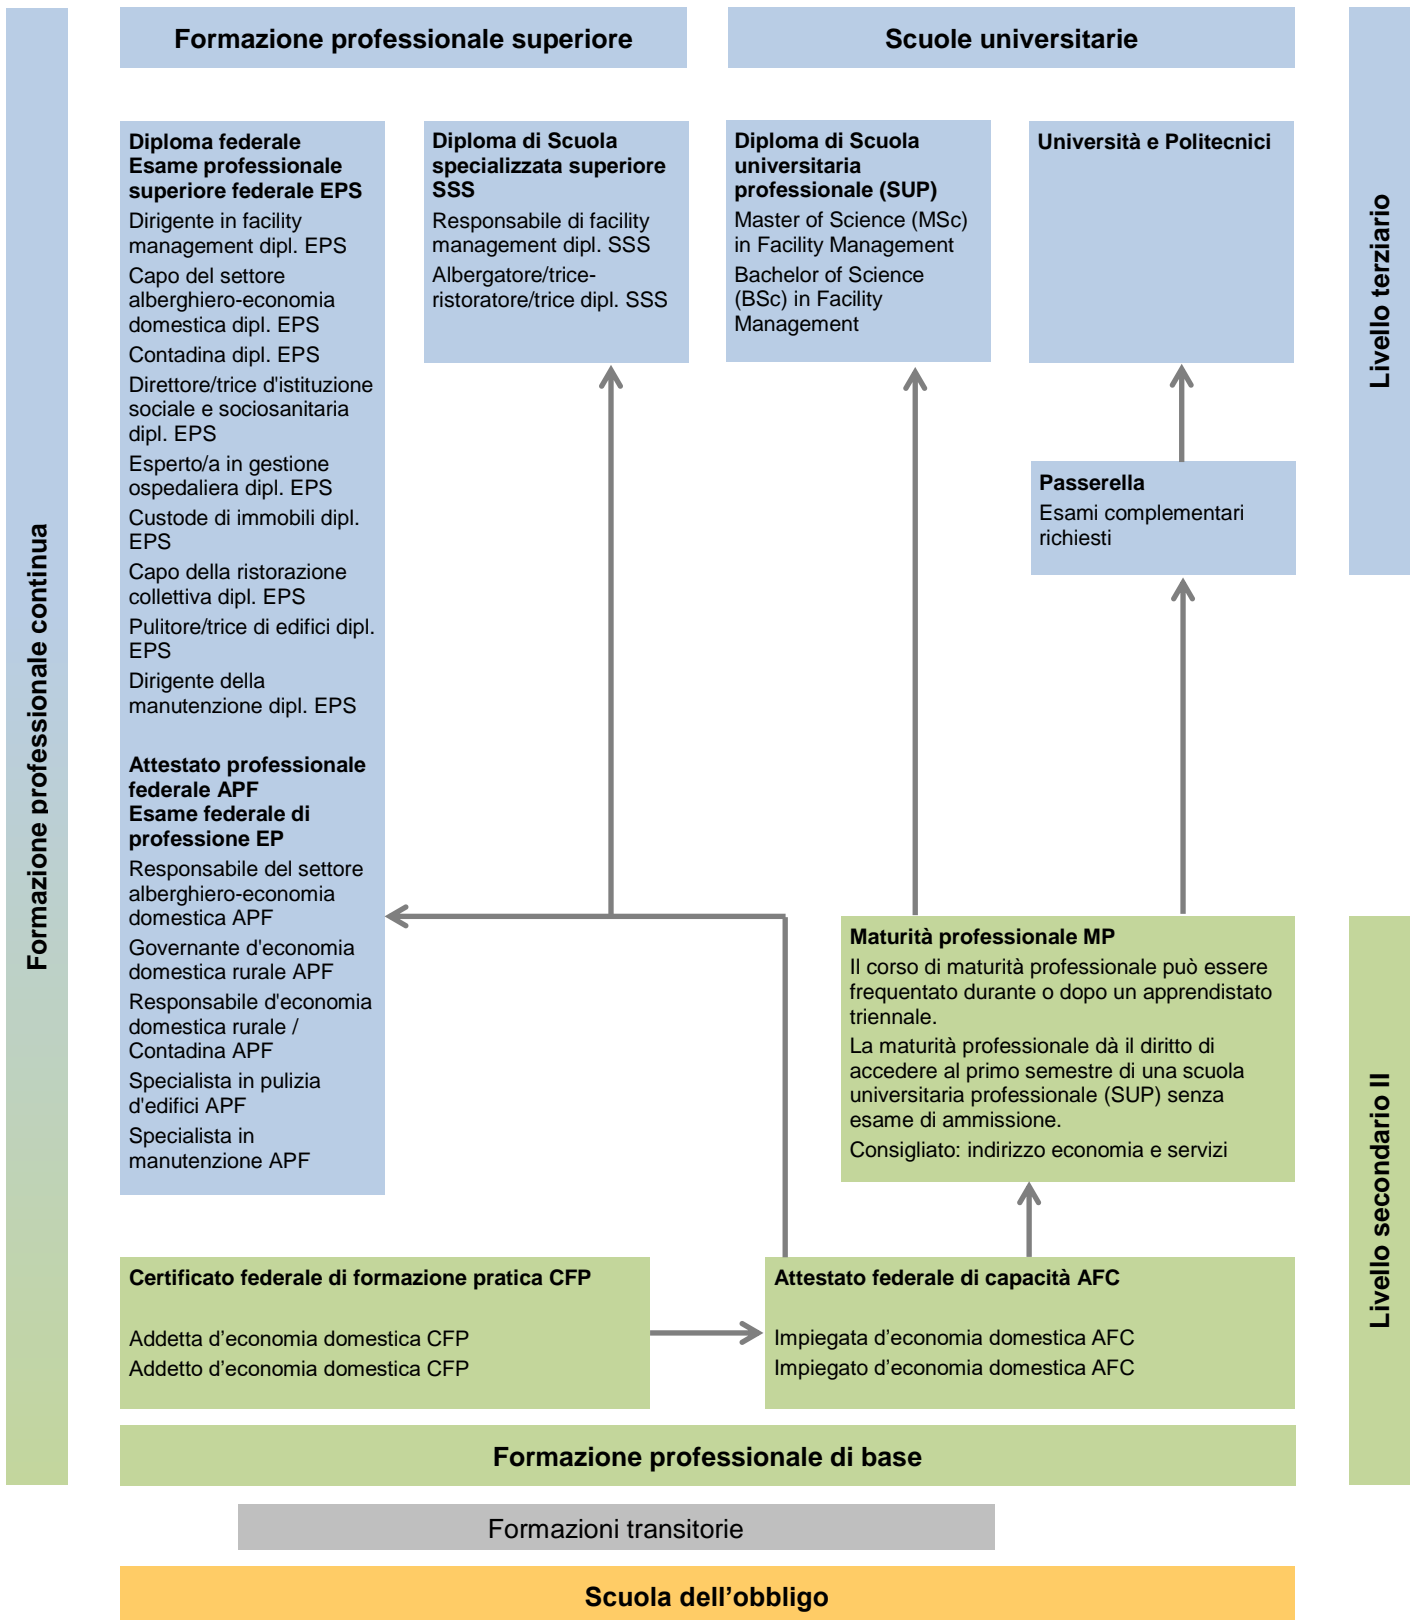 Formazione professionale superiore
Scuole universitarie
Formazione professionale continua
Livello terziario
Livello secondario II
Diploma federale
Esame professionale
superiore federale EPS
Dirigente in facility
management dipl. EPS
Capo del settore
alberghiero-economia
domestica dipl. EPS
Contadina dipl. EPS
Direttore/trice d'istituzione
sociale e sociosanitaria
dipl. EPS
Esperto/a in gestione
ospedaliera dipl. EPS
Custode di immobili dipl.
EPS
Capo della ristorazione
collettiva dipl. EPS
Pulitore/trice di edifici dipl.
EPS
Dirigente della
manutenzione dipl. EPS
Attestato professionale
federale APF
Esame federale di
professione EP
Responsabile del settore
alberghiero-economia
domestica APF
Governante d'economia
domestica rurale APF
Responsabile d'economia
domestica rurale /
Contadina APF
Specialista in pulizia
d'edifici APF
Specialista in
manutenzione APF
Diploma di Scuola
specializzata superiore
SSS
Responsabile di facility
management dipl. SSS
Albergatore/trice-
ristoratore/trice dipl. SSS
Diploma di Scuola
universitaria
professionale (SUP)
Master of Science (MSc)
in Facility Management
Bachelor of Science
(BSc) in Facility
Management
Università e Politecnici
Passerella
Esami complementari
richiesti
Maturità professionale MP
Il corso di maturità professionale può essere
frequentato durante o dopo un apprendistato
triennale.
La maturità professionale dà il diritto di
accedere al primo semestre di una scuola
universitaria professionale (SUP) senza
esame di ammissione.
Consigliato: indirizzo economia e servizi
Certificato federale di formazione pratica CFP
Addetta d’economia domestica CFP
Addetto d’economia domestica CFP
Attestato federale di capacità AFC
Impiegata d’economia domestica AFC
Impiegato d’economia domestica AFC
Formazione professionale di base
Formazioni transitorie
Scuola dell’obbligo